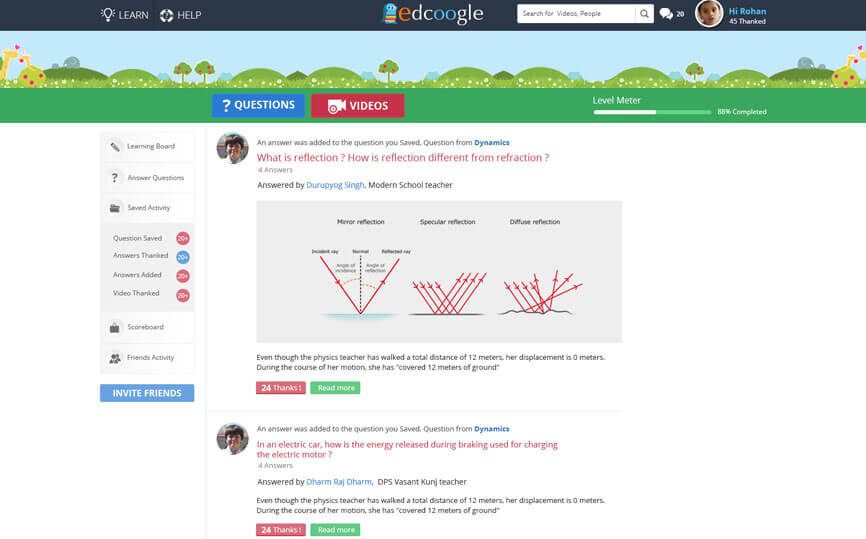 LEARN
HELP
edcoogle
Search for Videos, People
20
Hi Rohan
45 Thanked
? QUESTIONS
VIDEOS
Level Meter
88% Completed
Learning Board
? Answer Questions
Saved Activity
Question Saved 20+
Answers Thanked 20+
Answers Added 20+
Video Thanked 20+
Scoreboard
Friends Activity
INVITE FRIENDS
An answer was added to the question you Saved, Question from Dynamics
What is reflection ? How is reflection different from refraction ?
4 Answers
Answered by Durupyog Singh, Modern School teacher
Mirror reflection Specular reflection Diffuse reflection
Incident ray Normal Reflected ray
Angle of incidence
Angle of reflection
Even though the physics teacher has walked a total distance of 12 meters, her displacement is 0 meters.
During the course of her motion, she has "covered 12 meters of ground"
24 Thanks ! Read more
An answer was added to the question you Saved, Question from Dynamics
In an electric car, how is the energy released during braking used for charging
the electric motor ?
4 Answers
Answered by Dharm Raj Dharm, DPS Vasant Kunj teacher
Even though the physics teacher has walked a total distance of 12 meters, her displacement is 0 meters.
During the course of her motion, she has "covered 12 meters of ground"
24 Thanks ! Read more